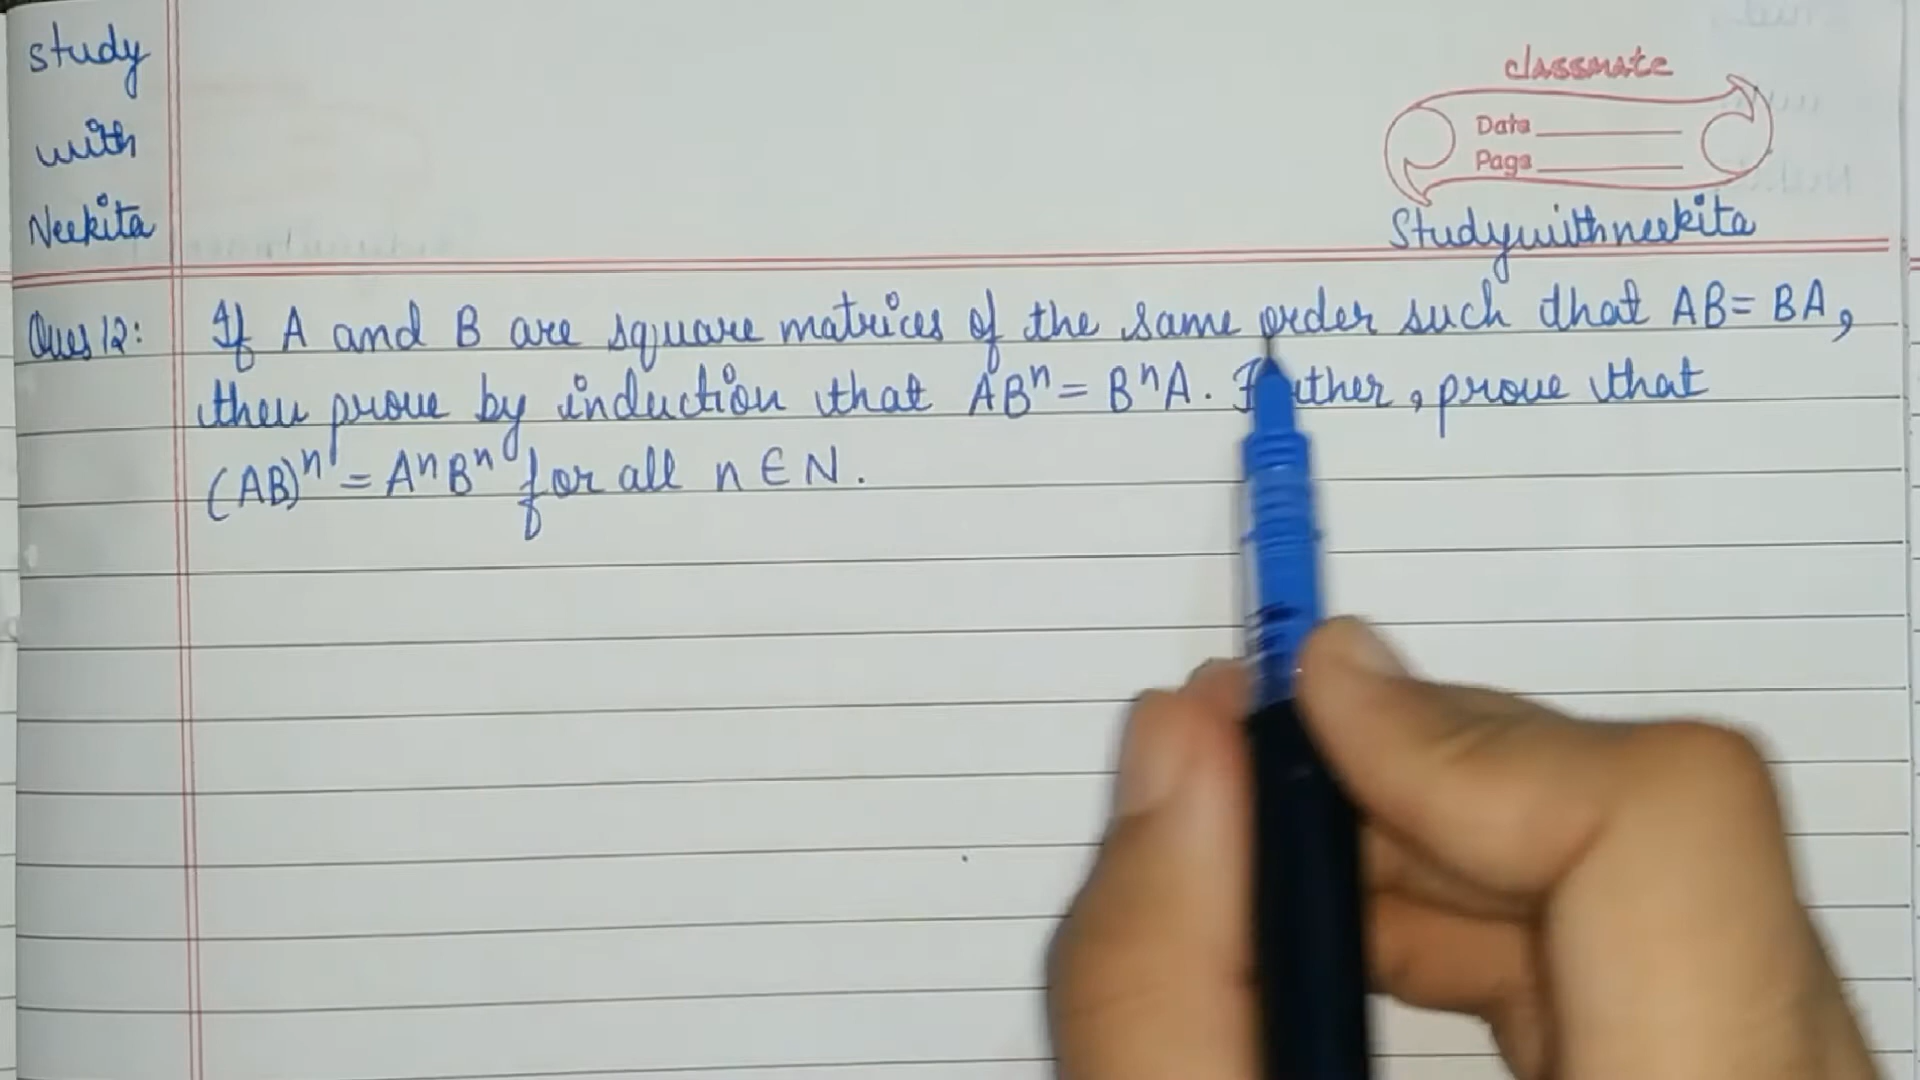 study
with
Neekita
classmate
Date
Page
Studywithneekita
Ques 12: If A and B are square matrices of the same order such that AB = BA,
then prove by induction that ABⁿ = BⁿA. Further, prove that
(AB)ⁿ = AⁿBⁿ for all n ∈ N.